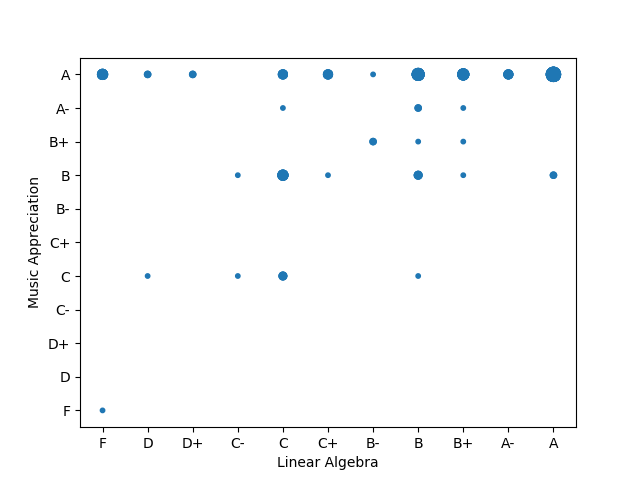 A
A-
B+
B
B-
C+
C
C-
D+
D
F
Music Appreciation
F D D+ C- C C+ B- B B+ A- A
Linear Algebra